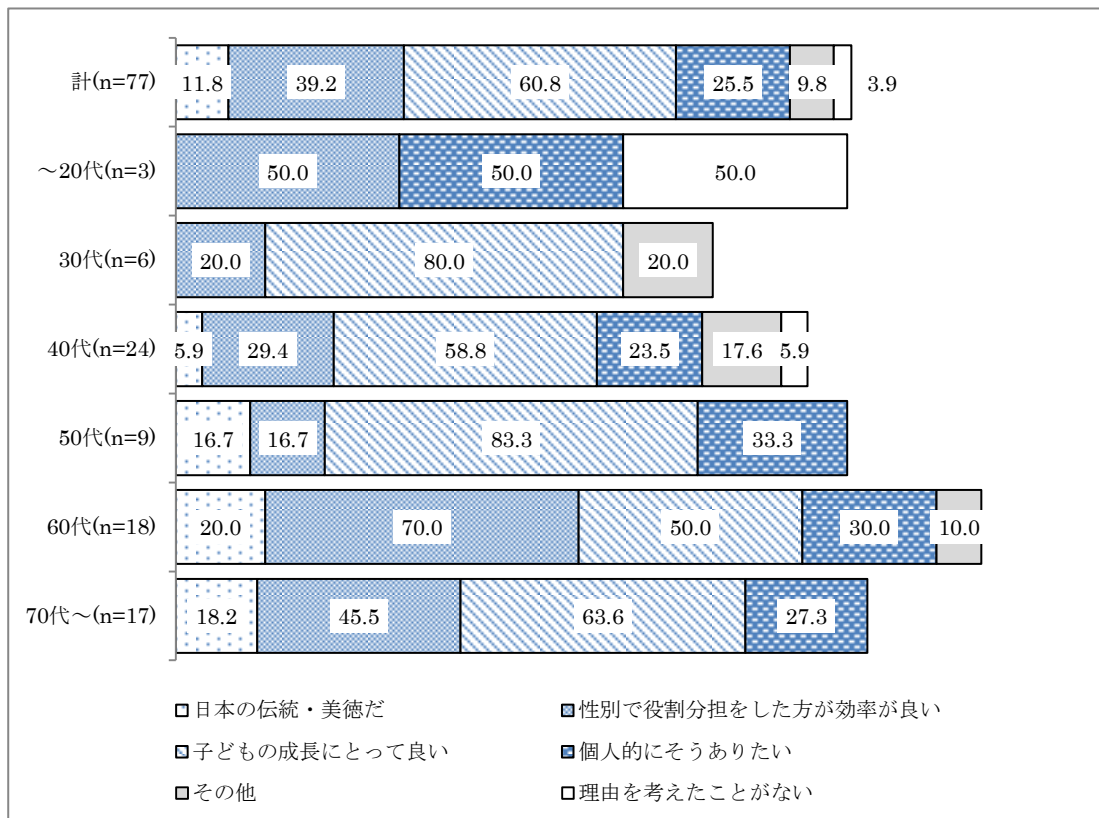 計(n=77) 11.8 39.2 60.8 25.5 9.8 3.9
～20代(n=3) 50.0 50.0 50.0
30代(n=6) 20.0 80.0 20.0
40代(n=24) 5.9 29.4 58.8 23.5 17.6 5.9
50代(n=9) 16.7 16.7 83.3 33.3
60代(n=18) 20.0 70.0 50.0 30.0 10.0
70代～(n=17) 18.2 45.5 63.6 27.3
日本の伝統・美徳だ 性別で役割分担をした方が効率が良い
子どもの成長にとって良い 個人的にそうありたい
その他 理由を考えたことがない